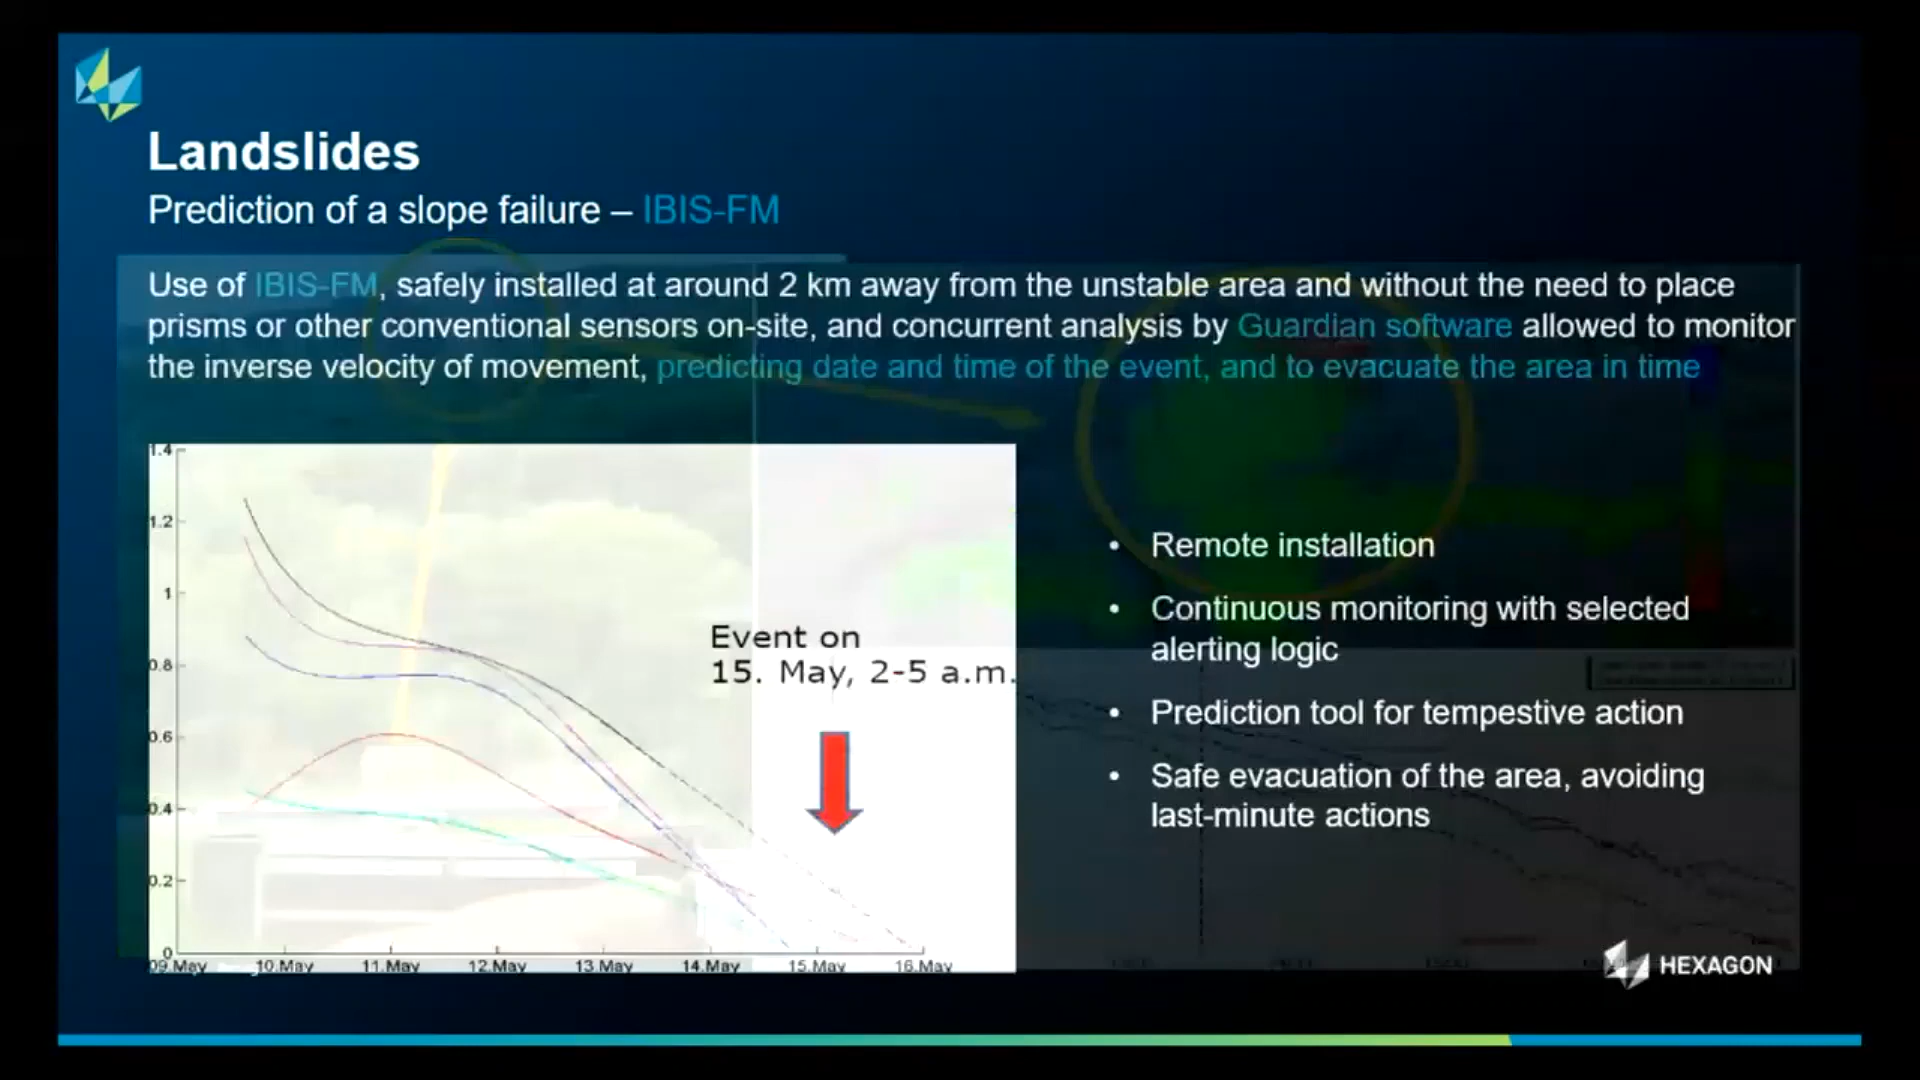 Landslides
Prediction of a slope failure – IBIS-FM
Use of IBIS-FM, safely installed at around 2 km away from the unstable area and without the need to place
prisms or other conventional sensors on-site, and concurrent analysis by Guardian software allowed to monitor
the inverse velocity of movement, predicting date and time of the event, and to evacuate the area in time
1.4
1.2
1
0.8
0.6
0.4
0.2
0
09.May 10.May 11.May 12.May 13.May 14.May 15.May 16.May
Event on
15. May, 2-5 a.m.
• Remote installation
• Continuous monitoring with selected
alerting logic
• Prediction tool for tempestive action
• Safe evacuation of the area, avoiding
last-minute actions
HEXAGON